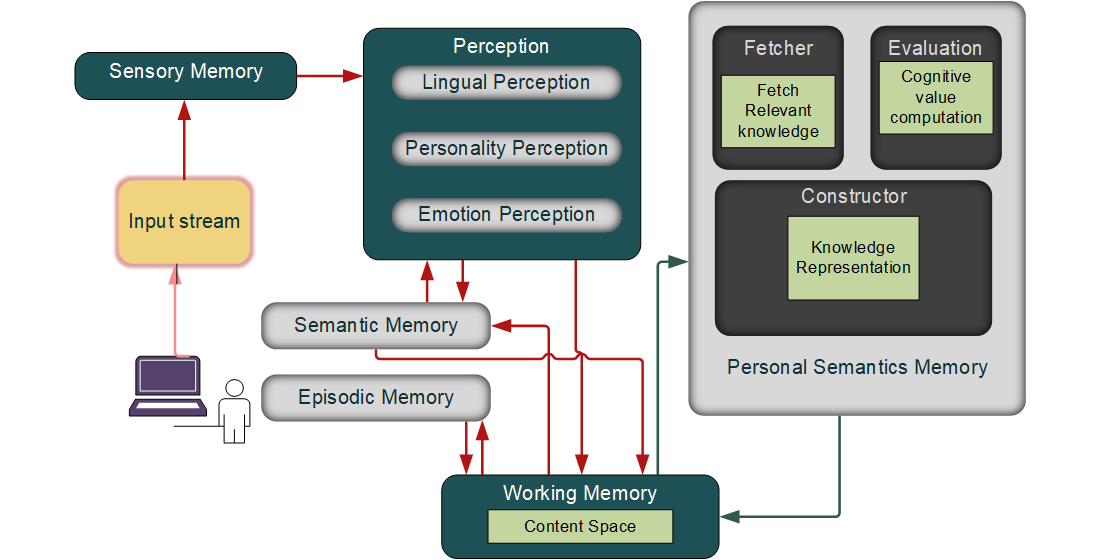 Sensory Memory
Input stream
Perception
Lingual Perception
Personality Perception
Emotion Perception
Semantic Memory
Episodic Memory
Working Memory
Content Space
Fetcher
Fetch
Relevant
knowledge
Evaluation
Cognitive
value
computation
Constructor
Knowledge
Representation
Personal Semantics Memory